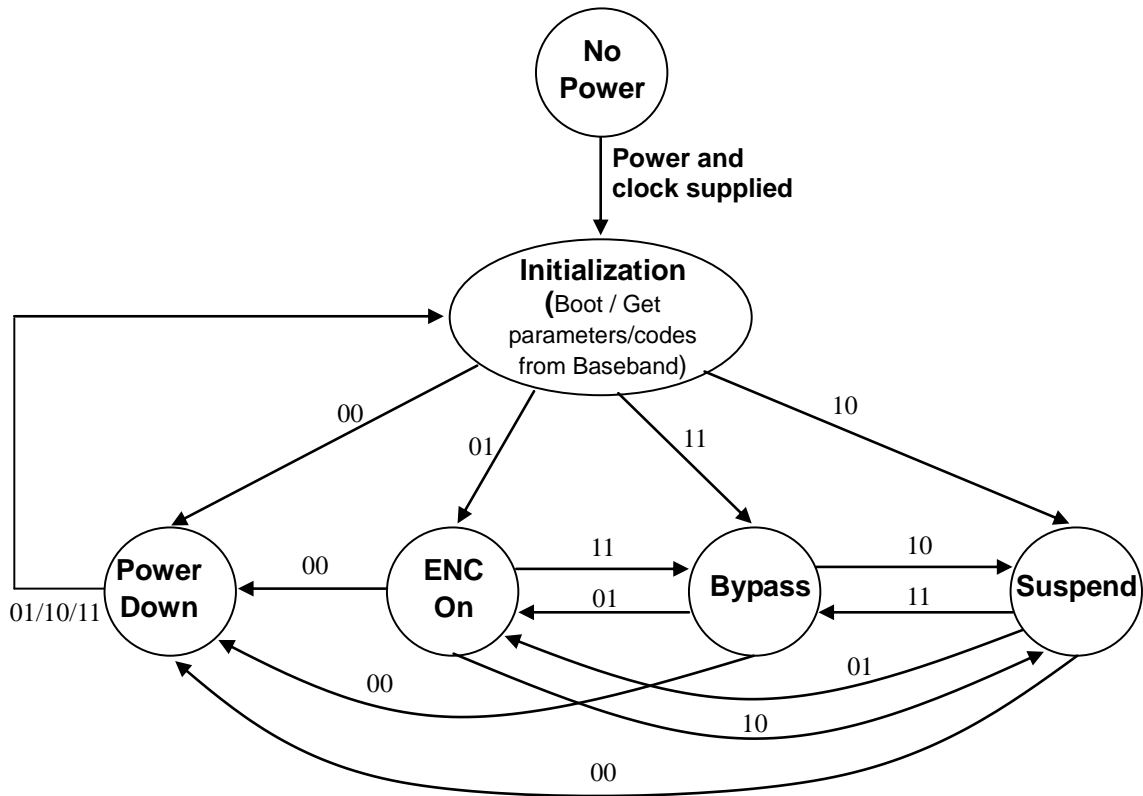 No
Power
Power and
clock supplied
Initialization
(Boot / Get
parameters/codes
from Baseband)
00
01
11
10
Power
Down
01/10/11
00
ENC
On
11
01
Bypass
10
11
Suspend
00
01
10
00